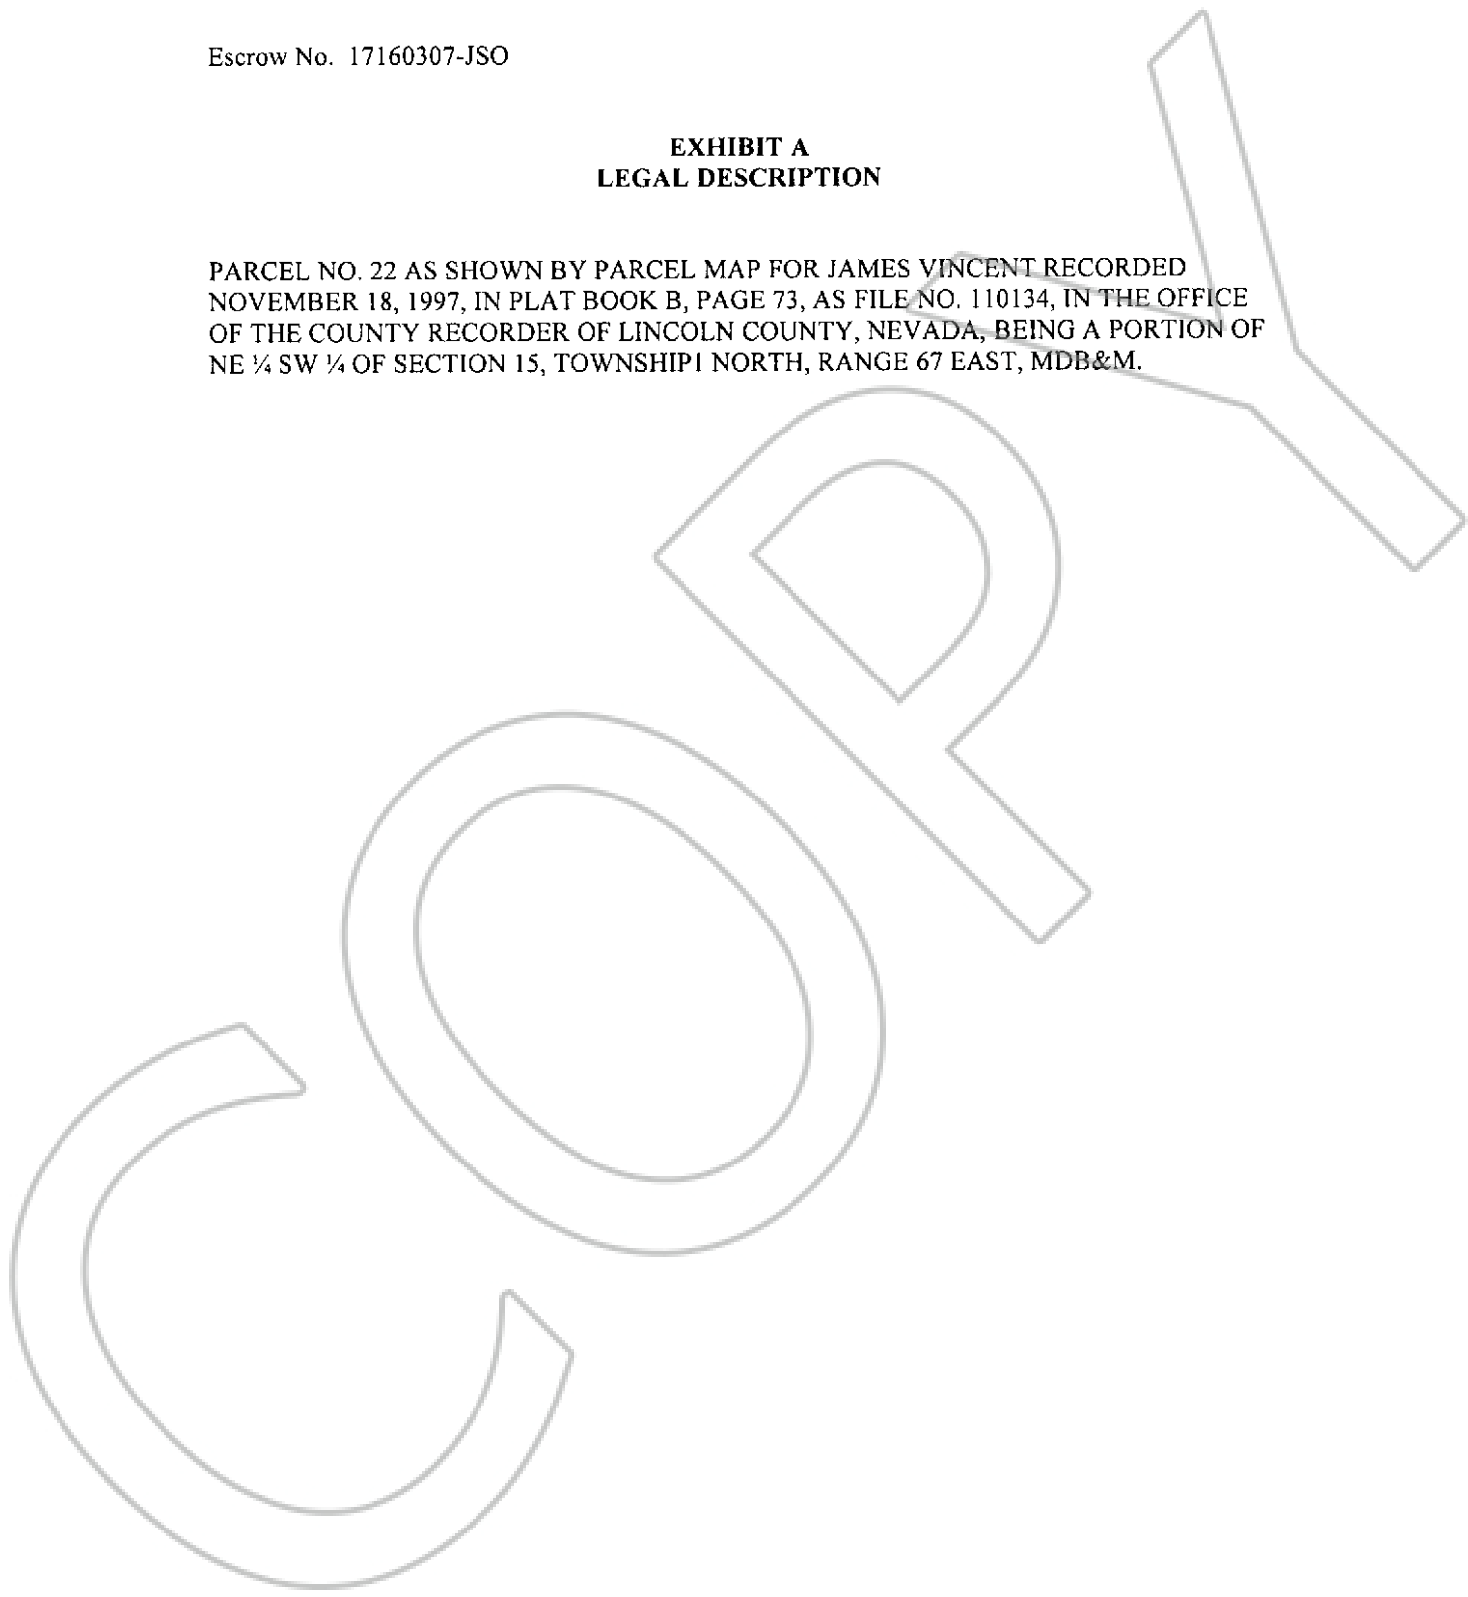 Escrow No. 17160307-JSO
EXHIBIT A
LEGAL DESCRIPTION
PARCEL NO. 22 AS SHOWN BY PARCEL MAP FOR JAMES VINCENT RECORDED
NOVEMBER 18, 1997, IN PLAT BOOK B, PAGE 73, AS FILE NO. 110134, IN THE OFFICE
OF THE COUNTY RECORDER OF LINCOLN COUNTY, NEVADA, BEING A PORTION OF
NE ¼ SW ¼ OF SECTION 15, TOWNSHIP1 NORTH, RANGE 67 EAST, MDB&M.
COPY